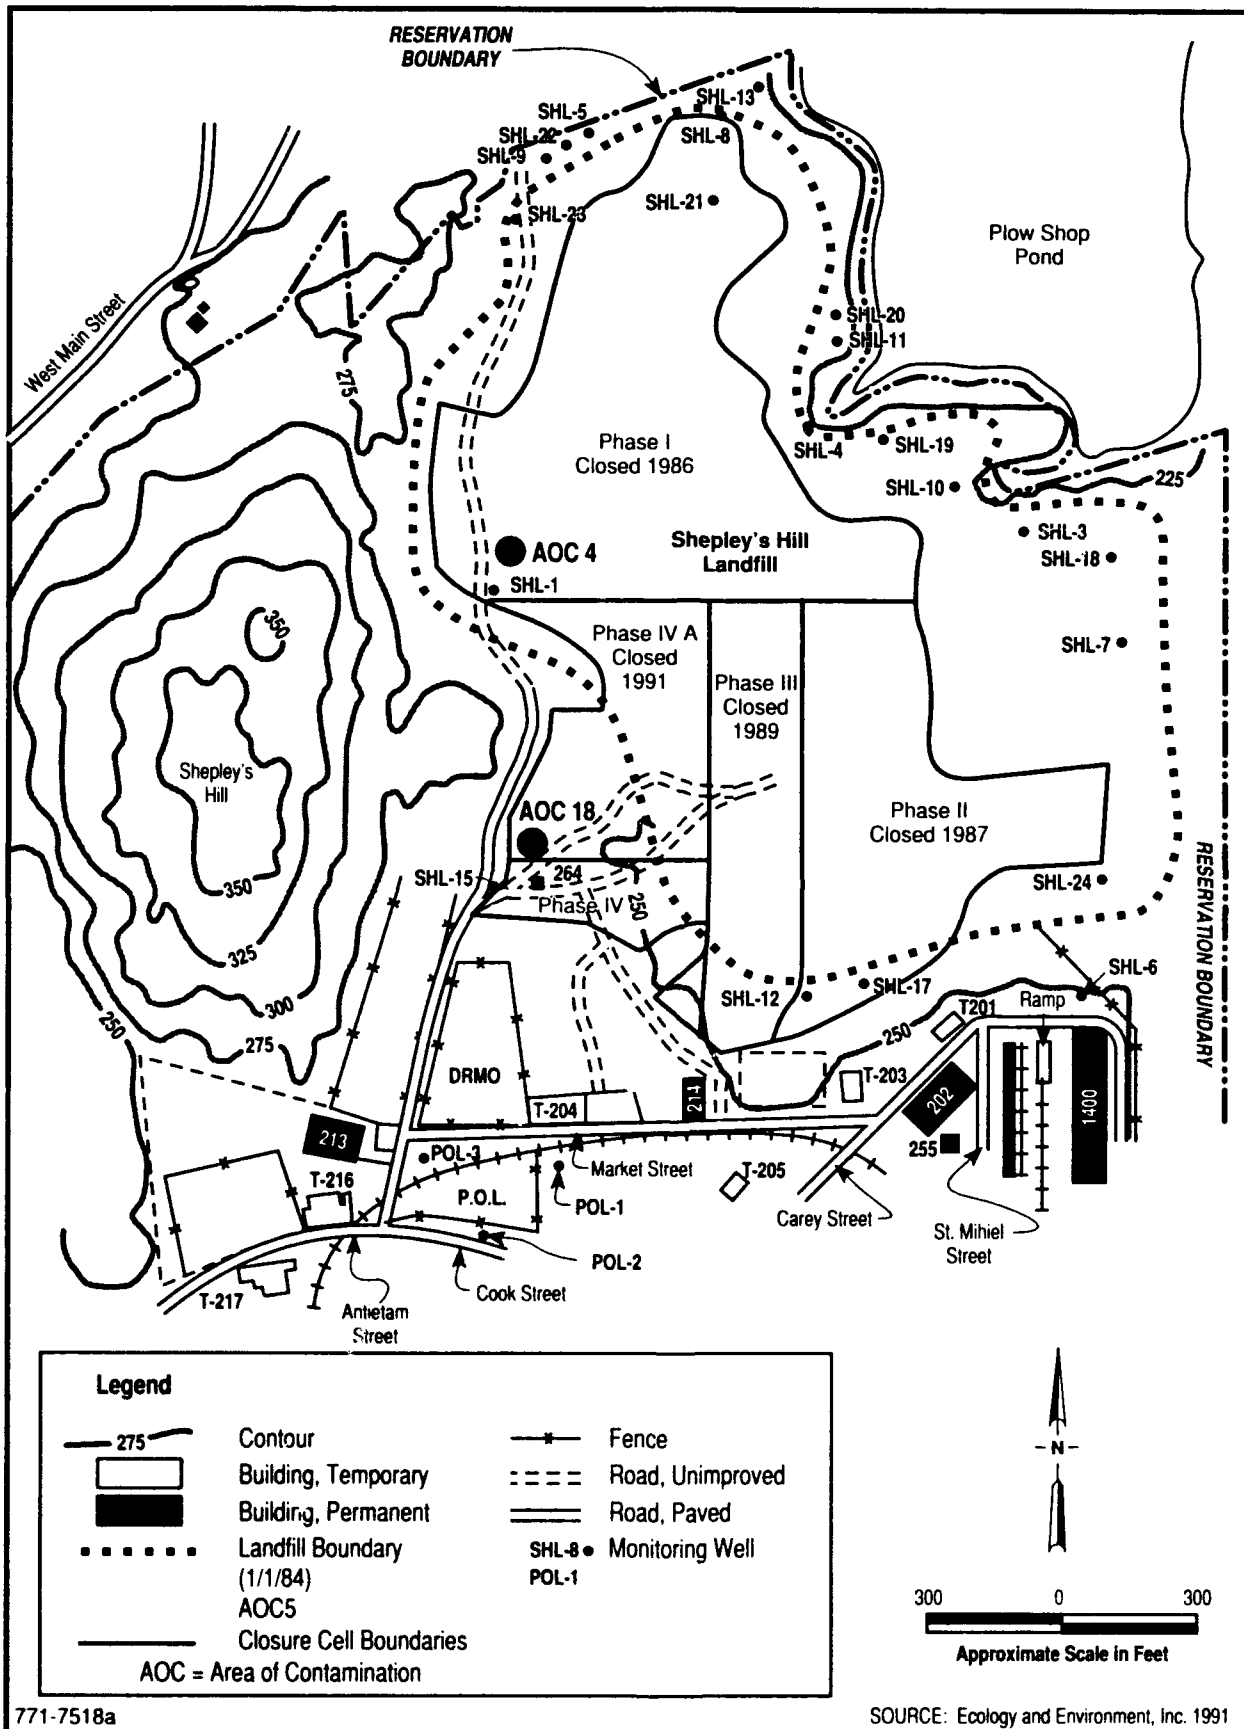 RESERVATION
BOUNDARY
SHL-13
SHL-5
SHL-22
SHL-9
SHL-8
SHL-21
SHL-23
Plow Shop
Pond
SHL-20
SHL-11
West Main Street
275
Phase I
Closed 1986
SHL-4
SHL-19
SHL-10
225
SHL-3
SHL-18
AOC 4
Shepley's Hill
Landfill
SHL-1
350
Phase IV A
Closed
1991
SHL-7
Phase III
Closed
1989
Shepley's
Hill
AOC 18
Phase II
Closed 1987
RESERVATION BOUNDARY
350
SHL-15
264
SHL-24
Phase IV
250
325
300
275
250
SHL-12
SHL-17
SHL-6
Ramp
T201
250
DRMO
T-204
214
T-203
202
1400
213
POL-3
Market Street
255
T-216
P.O.L.
POL-1
T-205
Carey Street
St. Mihiel
Street
POL-2
T-217
Cook Street
Antietam
Street
Legend
275
Contour
Building, Temporary
Building, Permanent
Landfill Boundary
(1/1/84)
AOC5
Closure Cell Boundaries
AOC = Area of Contamination
Fence
Road, Unimproved
Road, Paved
SHL-8 Monitoring Well
POL-1
N
300 0 300
Approximate Scale in Feet
771-7518a
SOURCE: Ecology and Environment, Inc. 1991